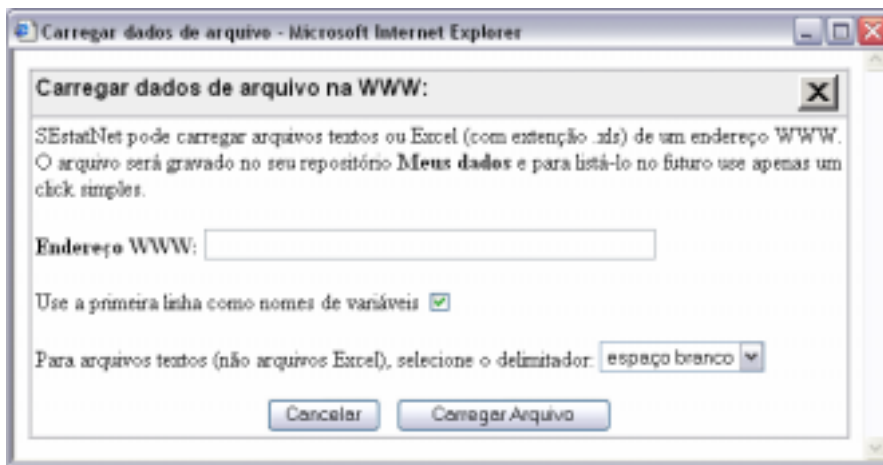 Carregar dados de arquivo - Microsoft Internet Explorer
Carregar dados de arquivo na WWW:
SEstatNet pode carregar arquivos textos ou Excel (com extenção .xls) de um endereço WWW.
O arquivo será gravado no seu repositório Meus dados e para listá-lo no futuro use apenas um
click simples.
Endereço WWW:
Use a primeira linha como nomes de variáveis
Para arquivos textos (não arquivos Excel), selecione o delimitador: espaço branco
Cancelar Carregar Arquivo